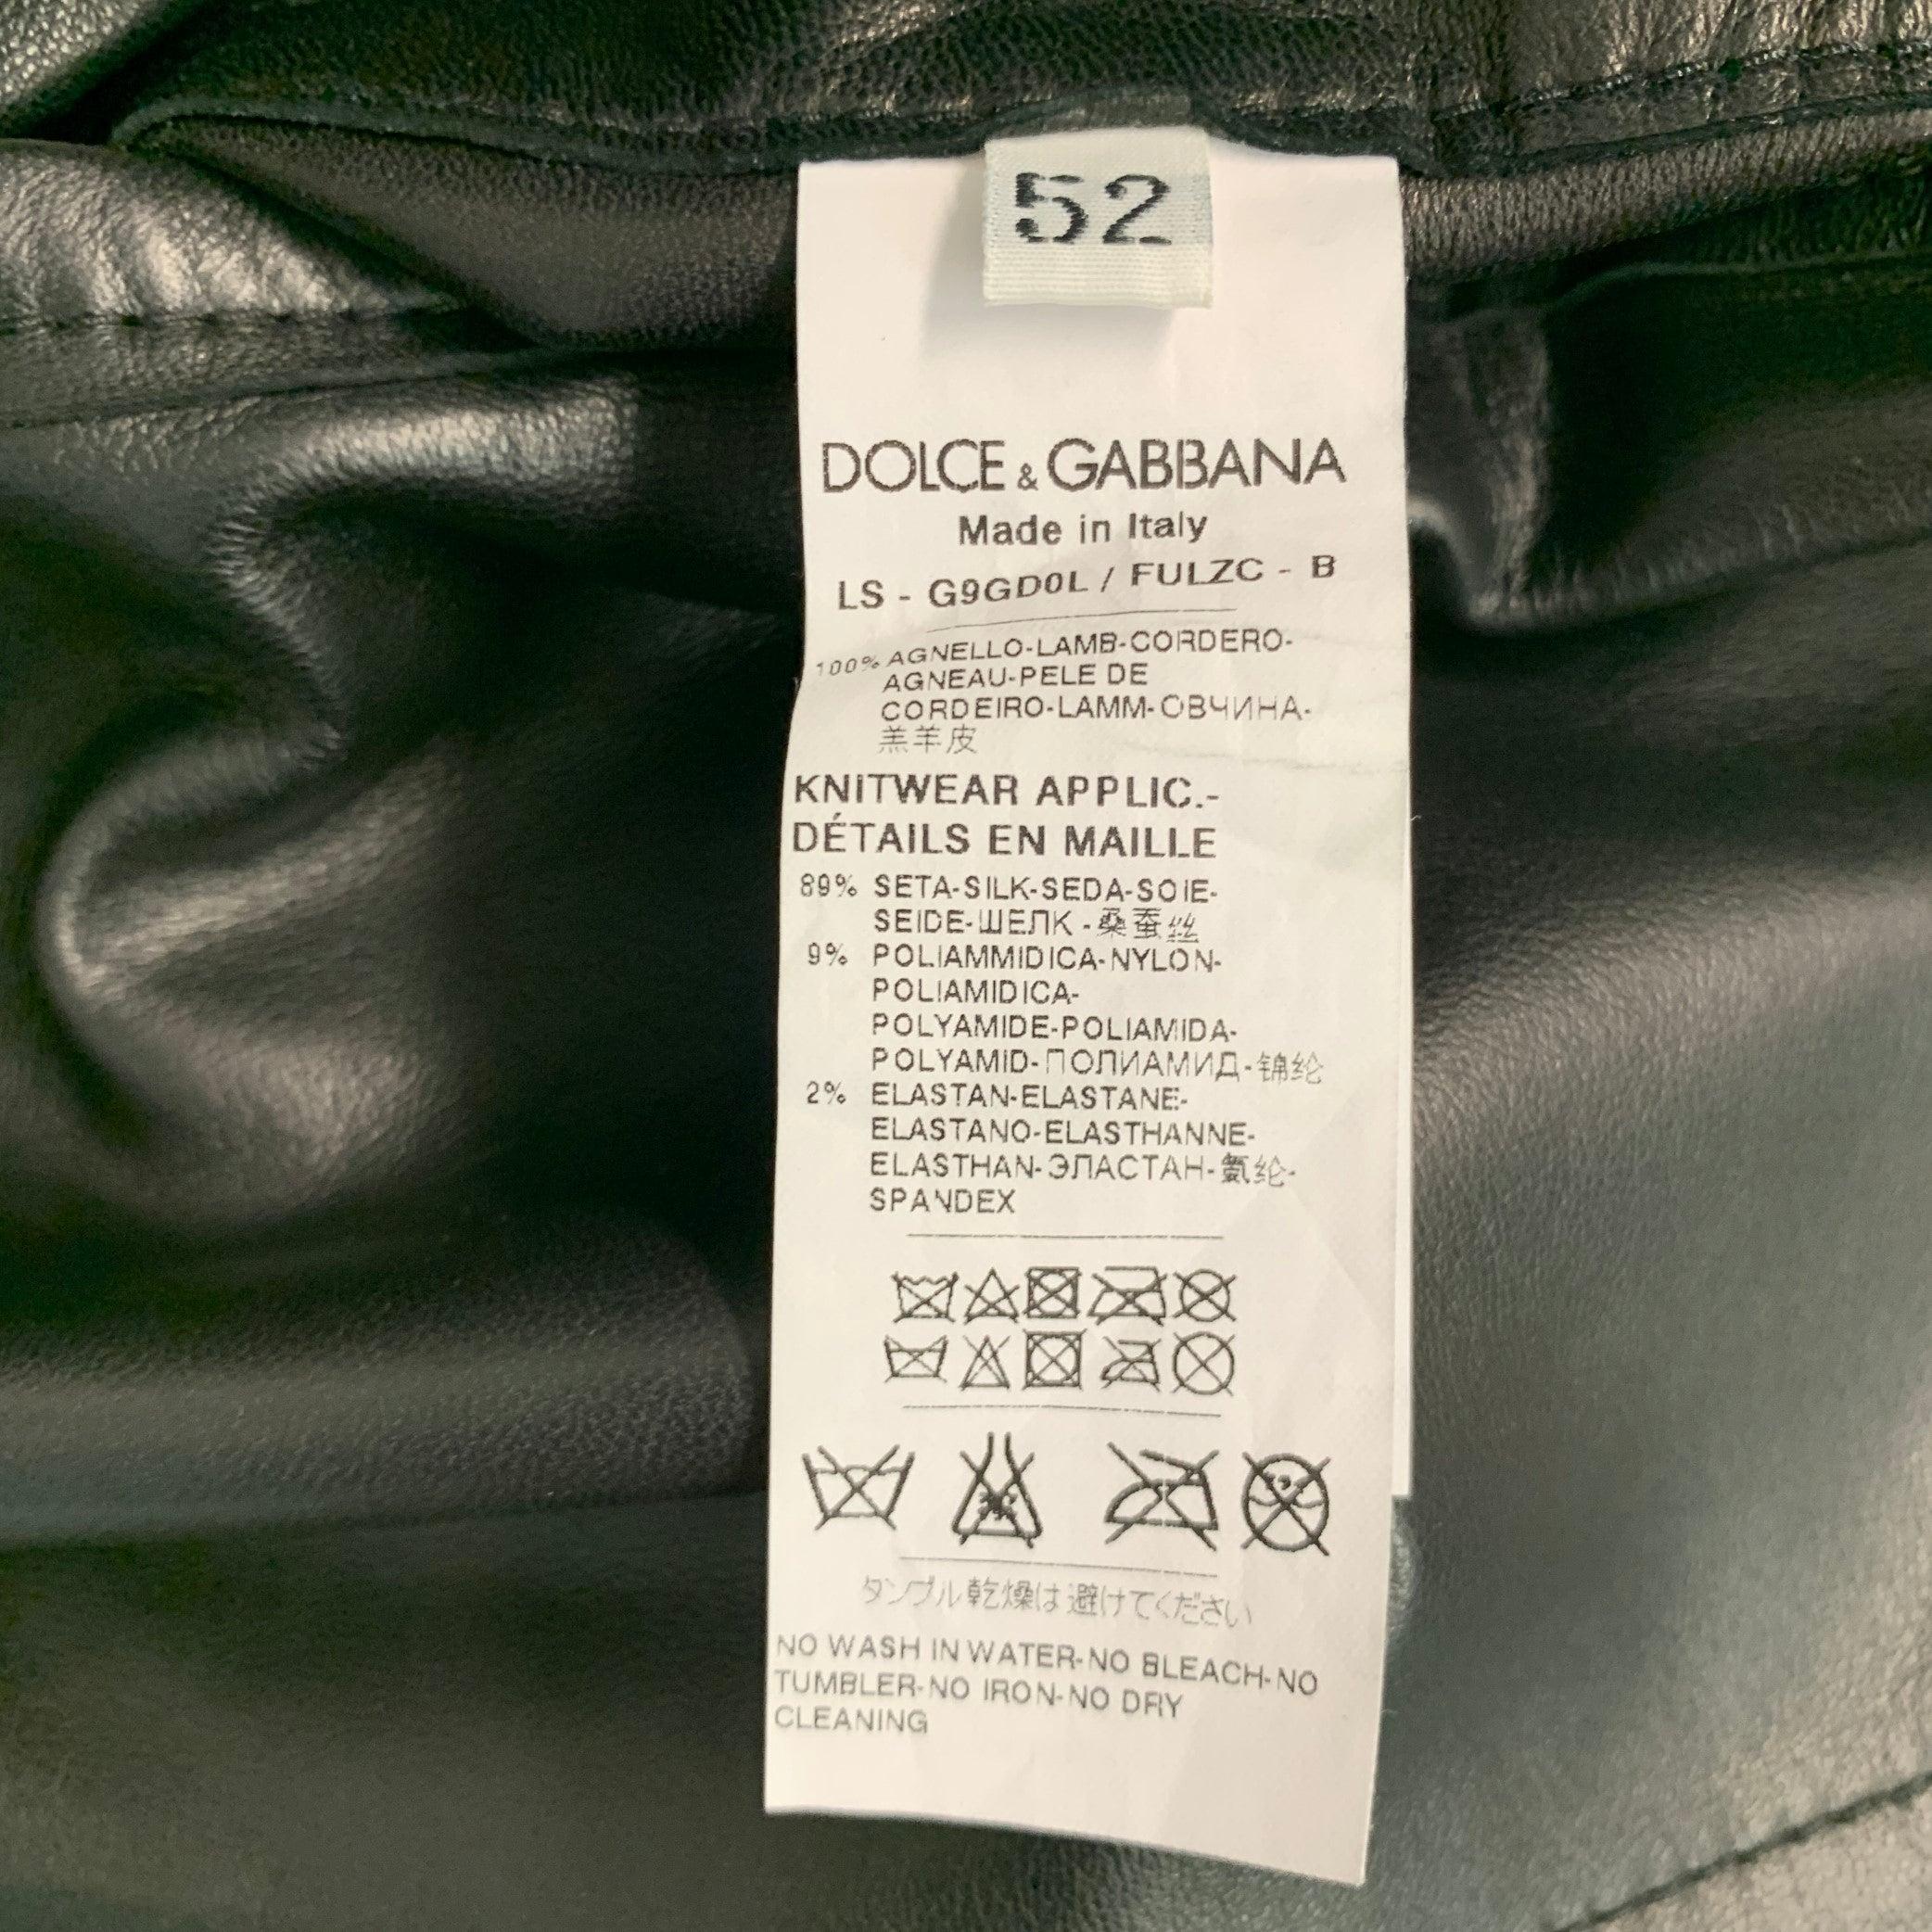 52
DOLCE & GABBANA
Made in Italy
LS - G9GD0L / FULZC - B
100% AGNELLO-LAMB-CORDERO-
AGNEAU-PELE DE
CORDEIRO-LAMM-ОВЧИНА-
羔羊皮
KNITWEAR APPLIC.-
DÉTAILS EN MAILLE
89% SETA-SILK-SEDA-SOIE-
SEIDE-ШЕЛК-桑蚕丝
9% POLIAMMIDICA-NYLON-
POLIAMIDICA-
POLYAMIDE-POLIAMIDA-
POLYAMID-ПОЛИАМИД-锦纶
2% ELASTAN-ELASTANE-
ELASTANO-ELASTHANNE-
ELASTHAN-ЭЛАСТАН-氨纶-
SPANDEX
タンブル乾燥は避けてください
NO WASH IN WATER-NO BLEACH-NO
TUMBLER-NO IRON-NO DRY
CLEANING